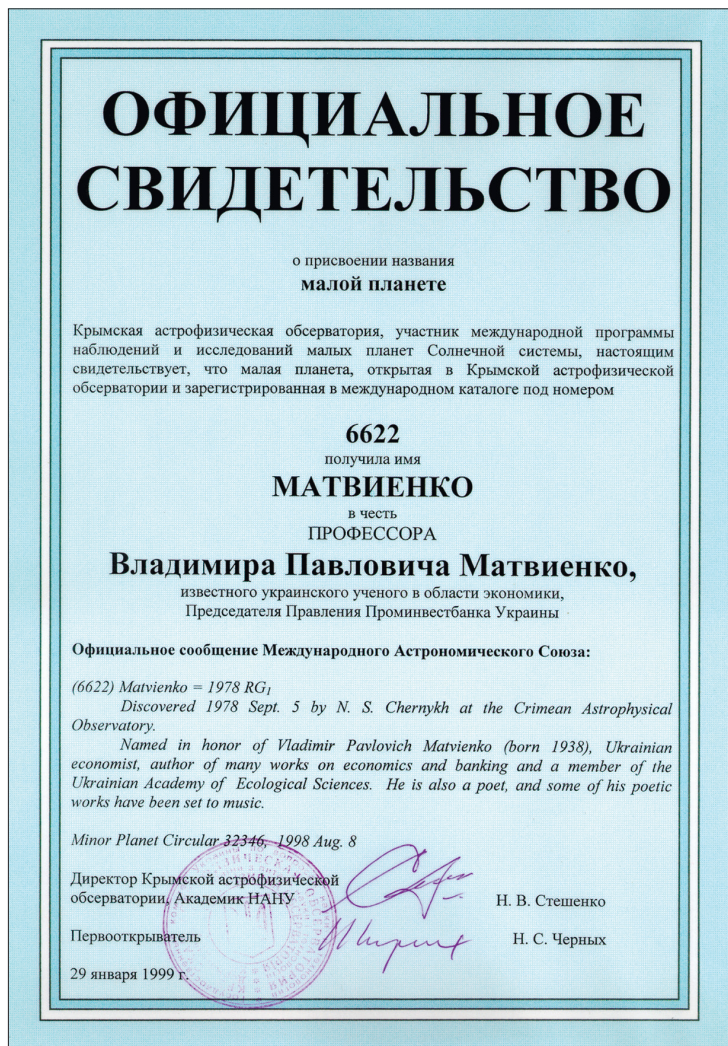 ОФИЦИАЛЬНОЕ
СВИДЕТЕЛЬСТВО
о присвоении названия
малой планете
Крымская астрофизическая обсерватория, участник международной программы
наблюдений и исследований малых планет Солнечной системы, настоящим
свидетельствует, что малая планета, открытая в Крымской астрофизической
обсерватории и зарегистрированная в международном каталоге под номером
6622
получила имя
МАТВИЕНКО
в честь
ПРОФЕССОРА
Владимира Павловича Матвиенко,
известного украинского ученого в области экономики,
Председателя Правления Проминвестбанка Украины
Официальное сообщение Международного Астрономического Союза:
(6622) Matvienko = 1978 RG1
Discovered 1978 Sept. 5 by N. S. Chernykh at the Crimean Astrophysical
Observatory.
Named in honor of Vladimir Pavlovich Matvienko (born 1938), Ukrainian
economist, author of many works on economics and banking and a member of the
Ukrainian Academy of Ecological Sciences. He is also a poet, and some of his poetic
works have been set to music.
Minor Planet Circular 32346, 1998 Aug. 8
Директор Крымской астрофизической
обсерватории, Академик НАНУ
Н. В. Стешенко
Первооткрыватель
Н. С. Черных
29 января 1999 г.